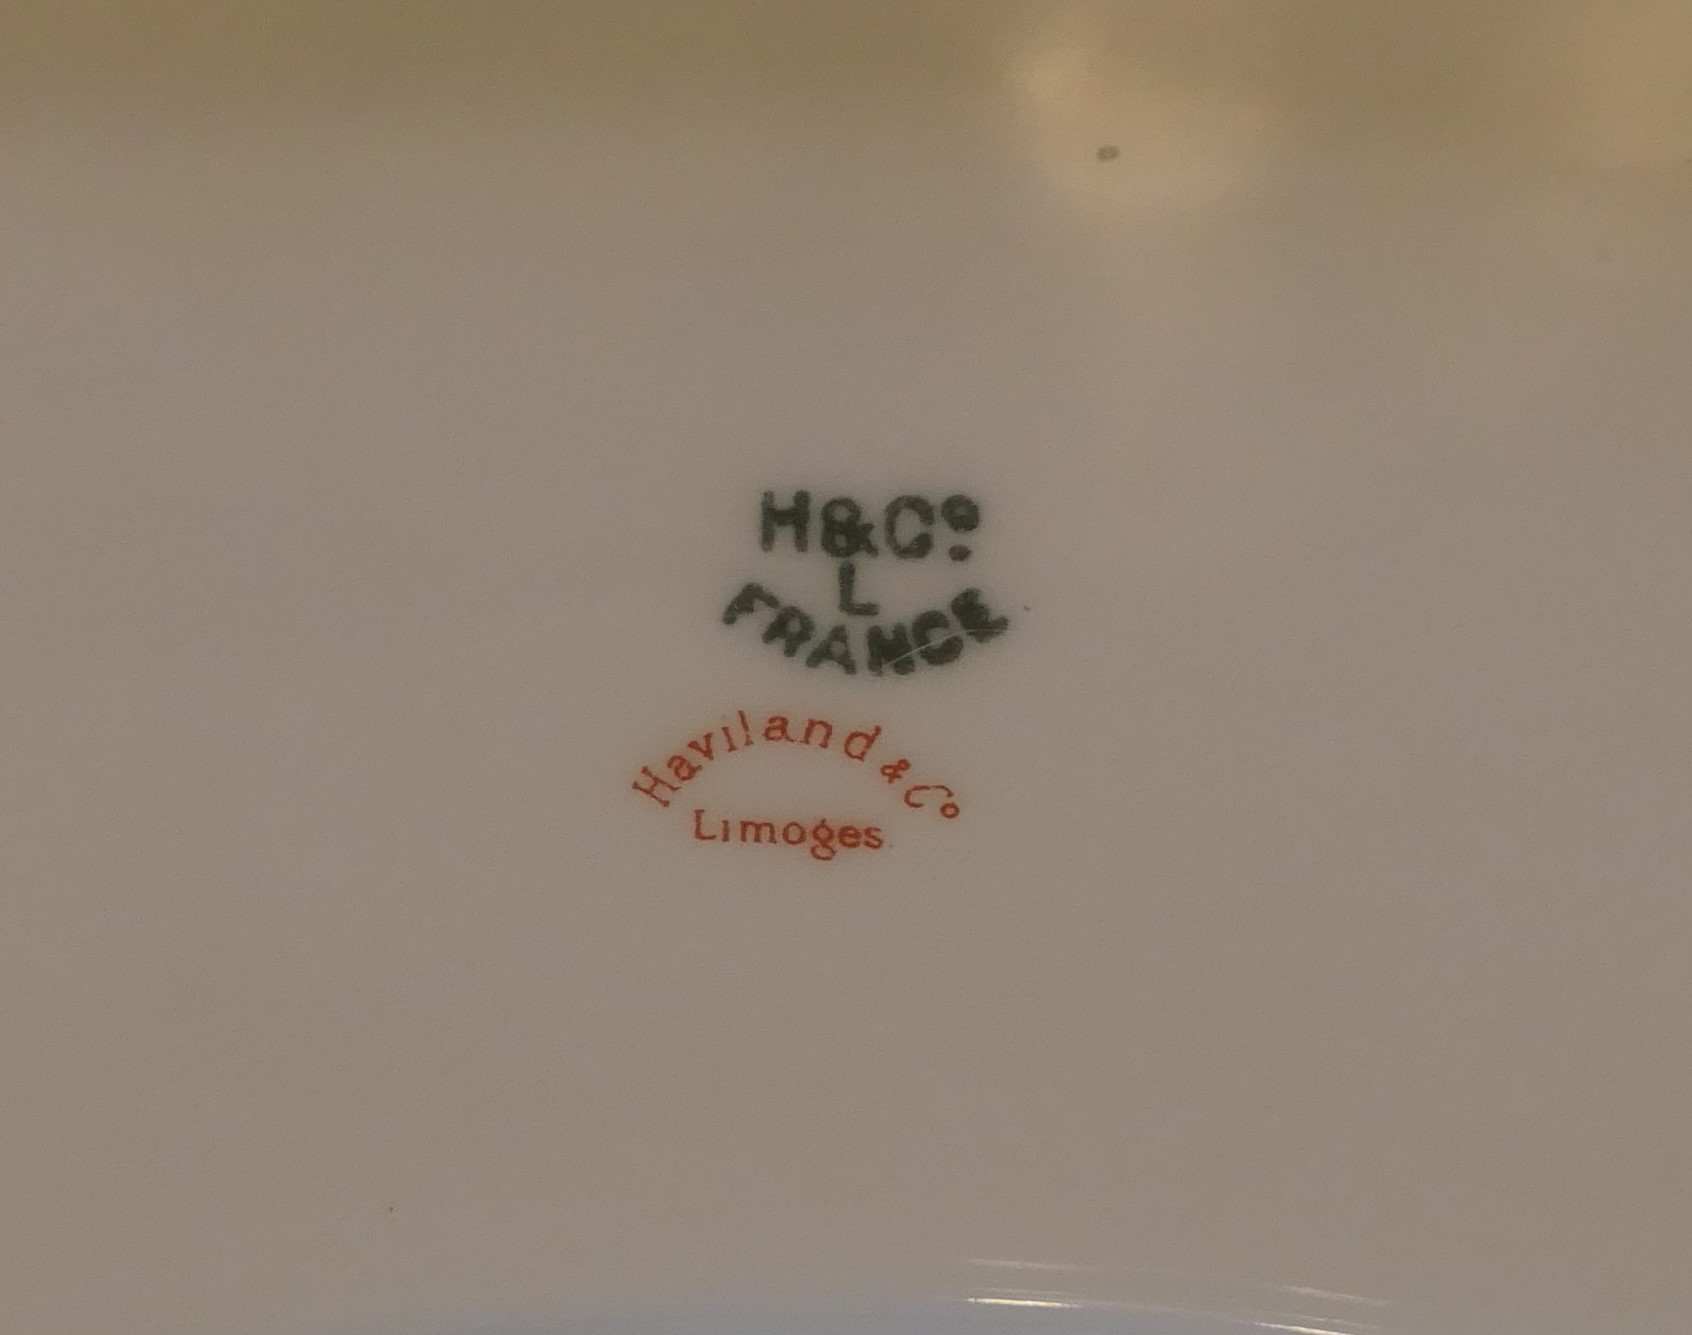 H&Cº
L
FRANCE
Haviland & Cº
Limoges